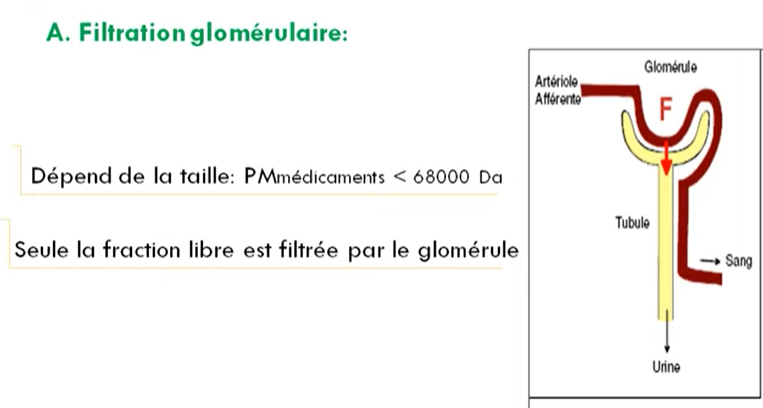 A. Filtration glomérulaire:
Dépend de la taille: PMmédicaments < 68000 Da
Seule la fraction libre est filtrée par le glomérule
Glomérule
Artériole
Afférente
F
Tubule
Sang
Urine